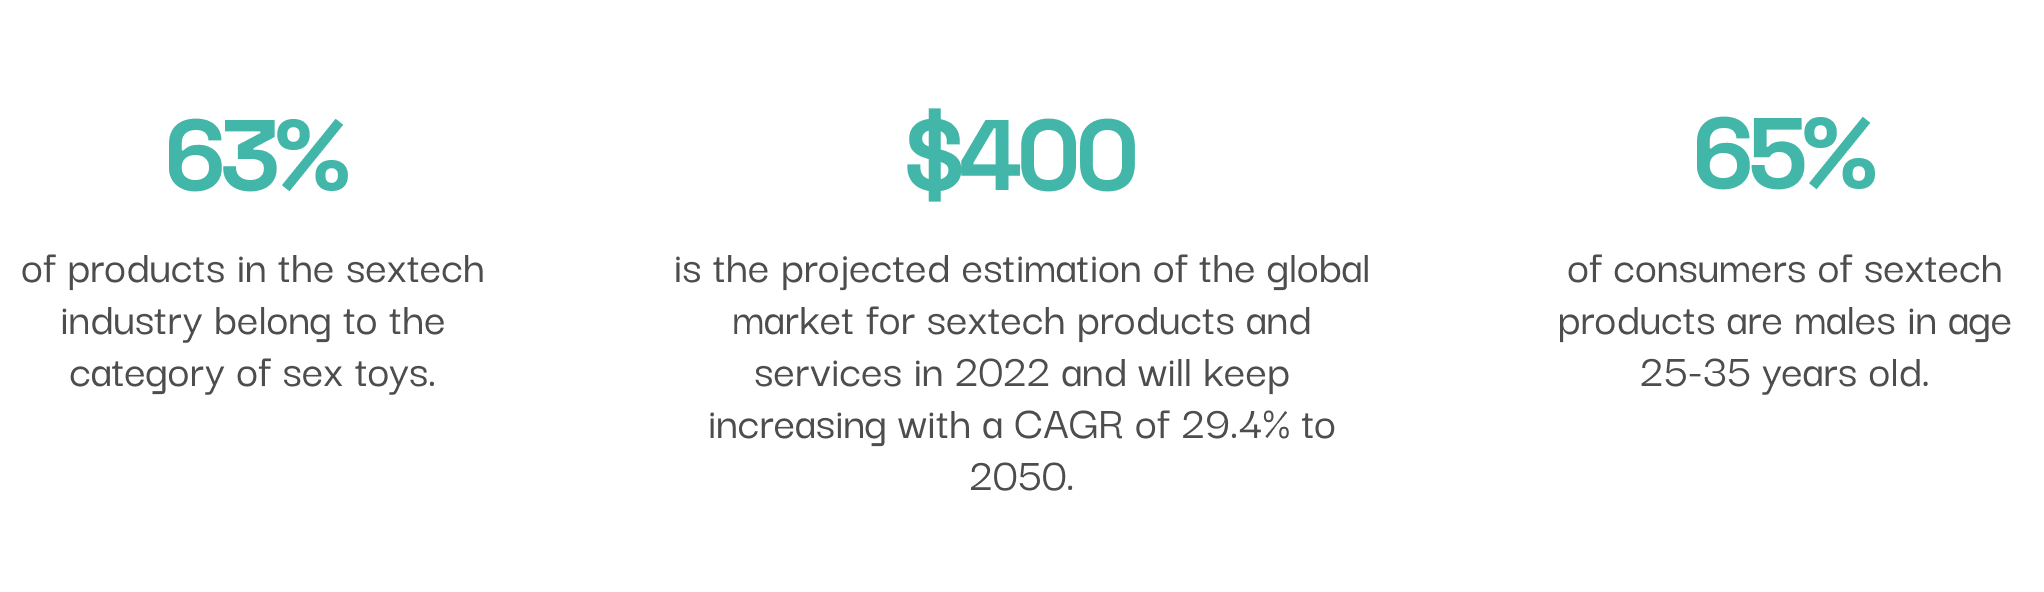 63%
of products in the sextech
industry belong to the
category of sex toys.
$400
is the projected estimation of the global
market for sextech products and
services in 2022 and will keep
increasing with a CAGR of 29.4% to
2050.
65%
of consumers of sextech
products are males in age
25-35 years old.